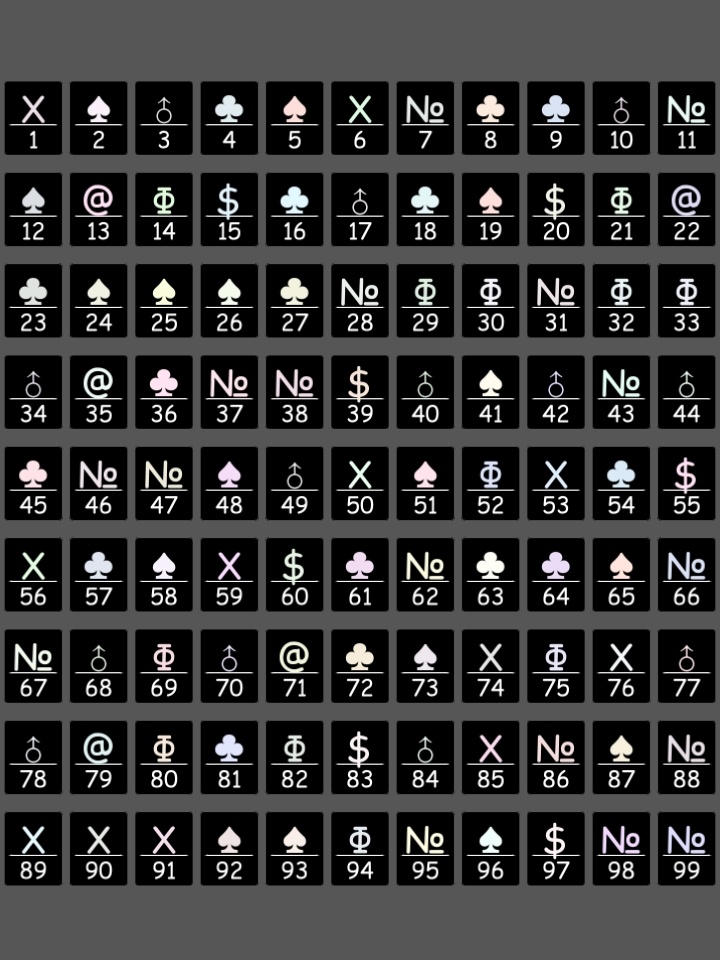 X ♠ ⚨ ♣ ♠ X № ♣ ♣ ⚨ №
1 2 3 4 5 6 7 8 9 10 11
♠ @ Φ $ ♣ ⚨ ♣ ♠ $ Φ @
12 13 14 15 16 17 18 19 20 21 22
♣ ♠ ♠ ♠ ♣ № Φ Φ № Φ Φ
23 24 25 26 27 28 29 30 31 32 33
⚨ @ ♣ № № $ ⚨ ♠ ⚨ № ⚨
34 35 36 37 38 39 40 41 42 43 44
♣ № № ♠ ⚨ X ♠ Φ X ♣ $
45 46 47 48 49 50 51 52 53 54 55
X ♣ ♠ X $ ♣ № ♣ ♣ ♠ №
56 57 58 59 60 61 62 63 64 65 66
№ ⚨ Φ ⚨ @ ♣ ♠ X Φ X ⚨
67 68 69 70 71 72 73 74 75 76 77
⚨ @ Φ ♣ Φ $ ⚨ X № ♠ №
78 79 80 81 82 83 84 85 86 87 88
X X X ♠ ♠ Φ № ♠ $ № №
89 90 91 92 93 94 95 96 97 98 99